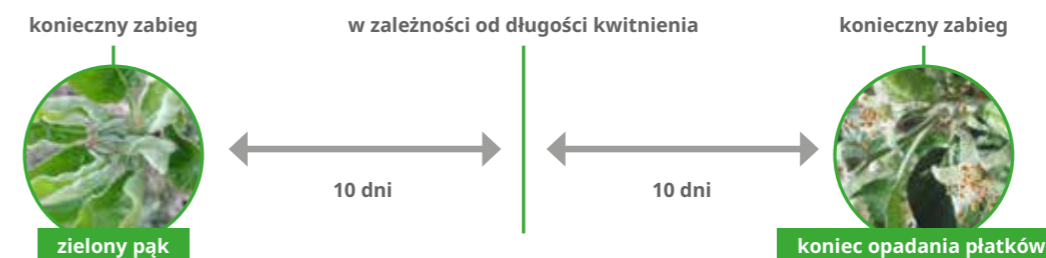 konieczny zabieg
w zależności od długości kwitnienia
konieczny zabieg
10 dni
10 dni
zielony pąk
koniec opadania płatków